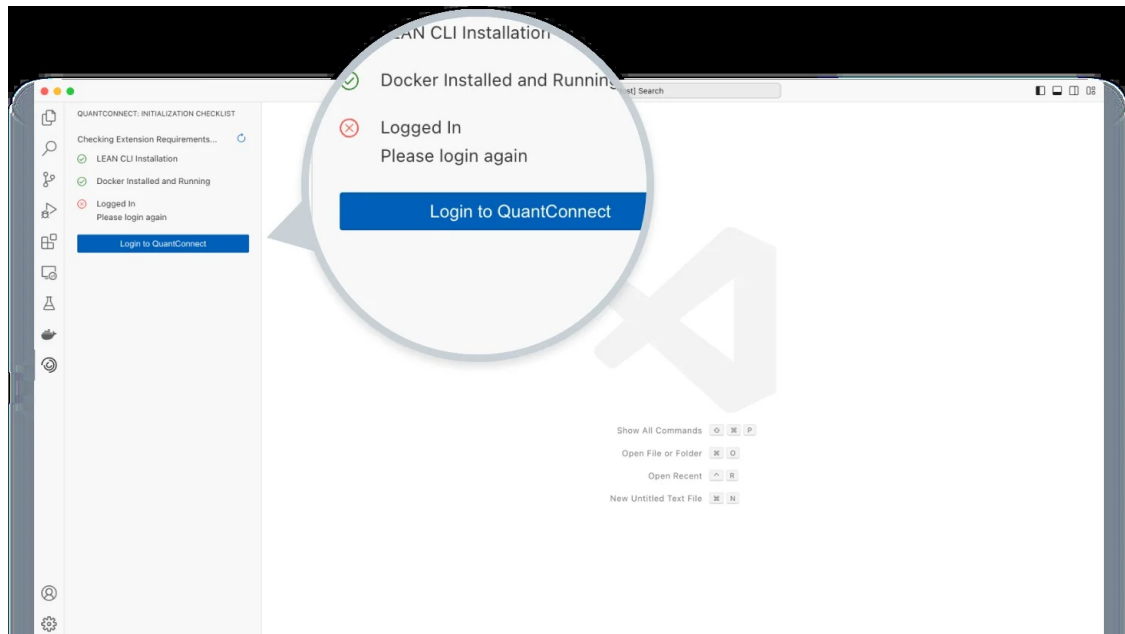 LEAN CLI Installation
Docker Installed and Running
Logged In
Please login again
Login to QuantConnect
Search
QUANTCONNECT: INITIALIZATION CHECKLIST
Checking Extension Requirements...
LEAN CLI Installation
Docker Installed and Running
Logged In
Please login again
Login to QuantConnect
Show All Commands ⇧ ⌘ P
Open File or Folder ⌘ O
Open Recent ^ R
New Untitled Text File ⌘ N